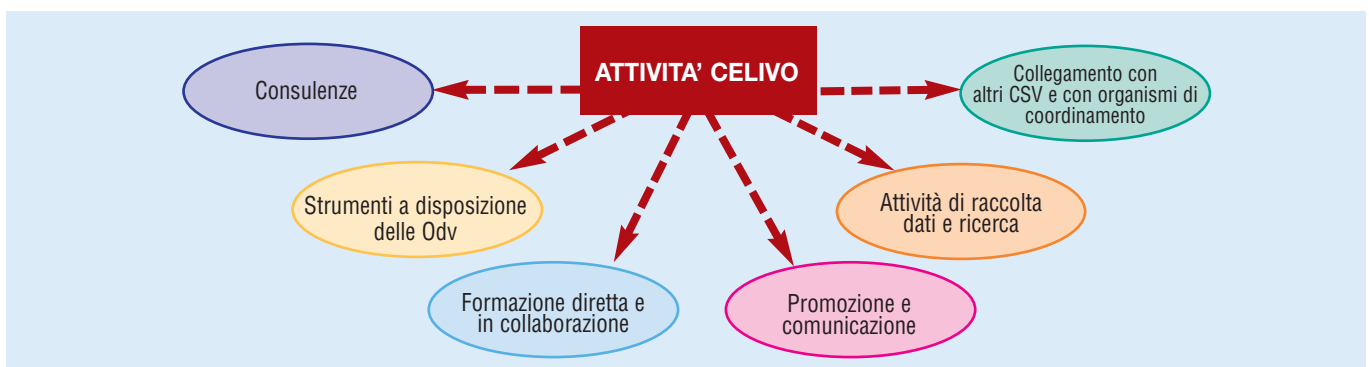 ATTIVITA' CELIVO
Consulenze
Collegamento con
altri CSV e con organismi di
coordinamento
Strumenti a disposizione
delle Odv
Attività di raccolta
dati e ricerca
Formazione diretta e
in collaborazione
Promozione e
comunicazione